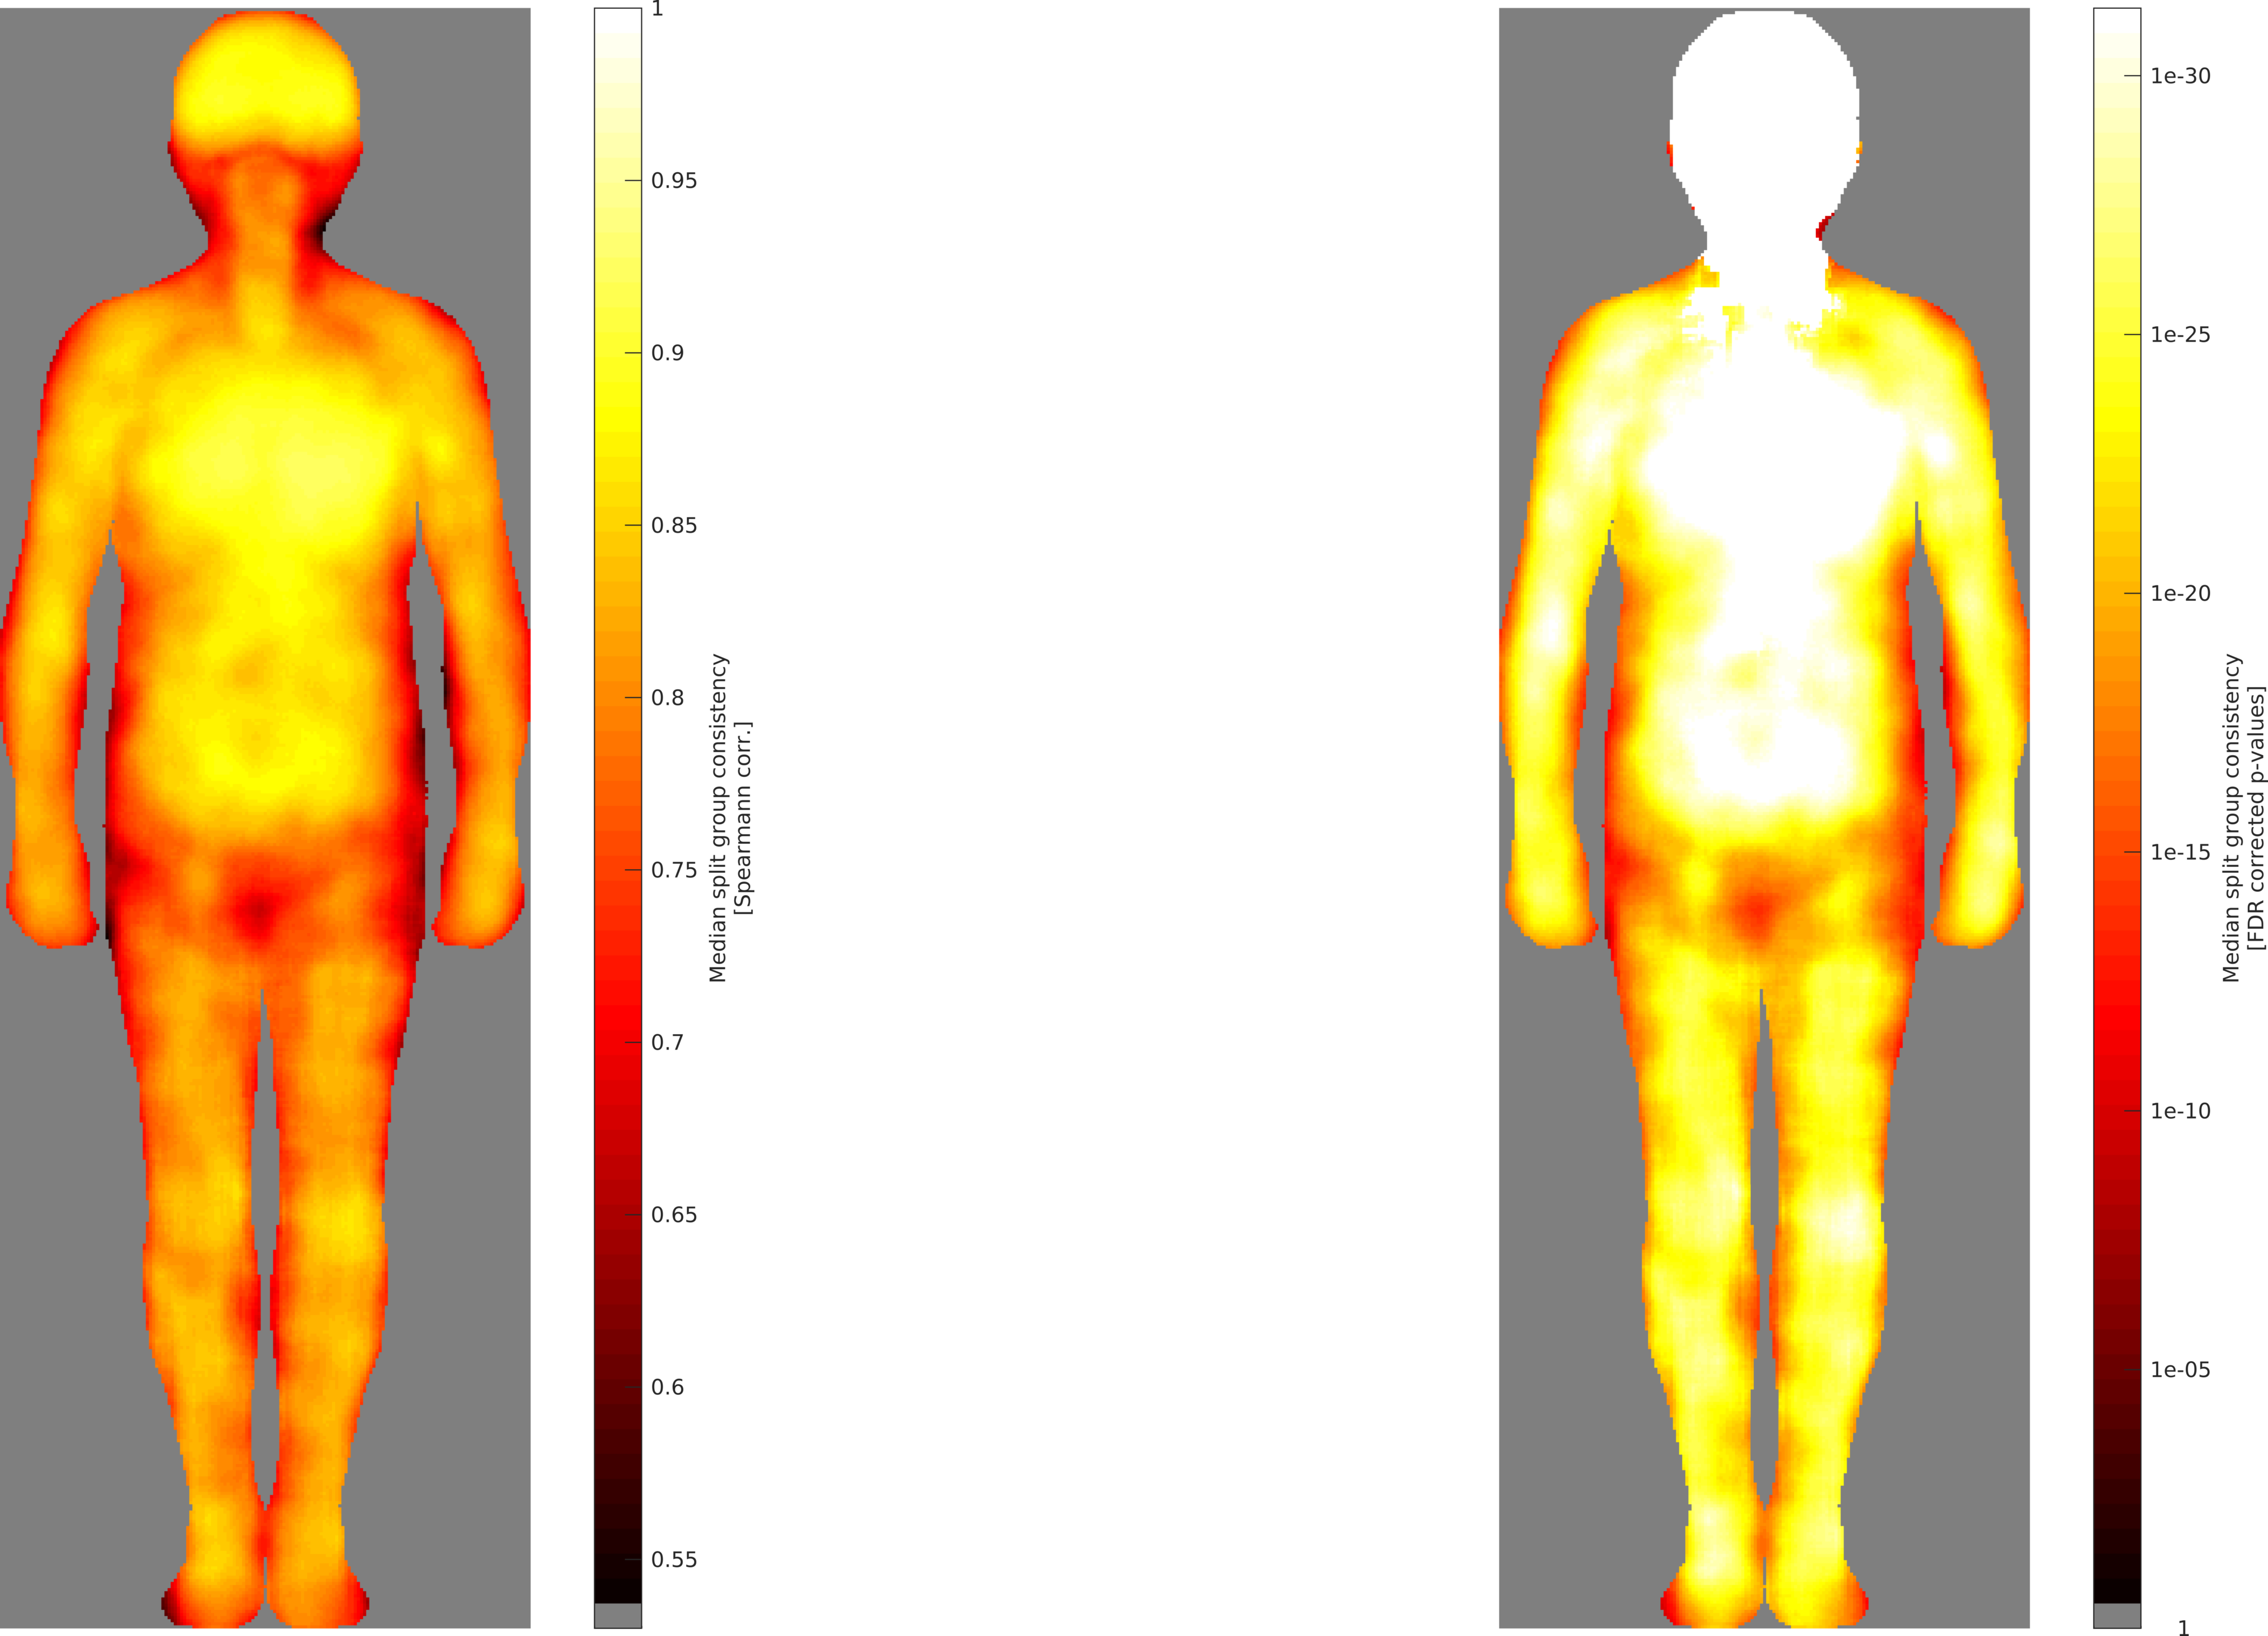 1
0.95
0.9
0.85
0.8
0.75
0.7
0.65
0.6
0.55
Median split group consistency
[Spearmann corr.]
1e-30
1e-25
1e-20
1e-15
1e-10
1e-05
1
Median split group consistency
[FDR corrected p-values]